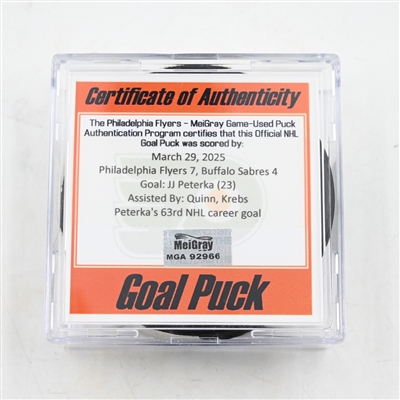 Certificate of Authenticity
The Philadelphia Flyers - MeiGray Game-Used Puck
Authentication Program certifies that this Official NHL
Goal Puck was scored by:
March 29, 2025
Philadelphia Flyers 7, Buffalo Sabres 4
Goal: JJ Peterka (23)
Assisted By: Quinn, Krebs
Peterka's 63rd NHL career goal
MeiGray
MGA 92966
Goal Puck